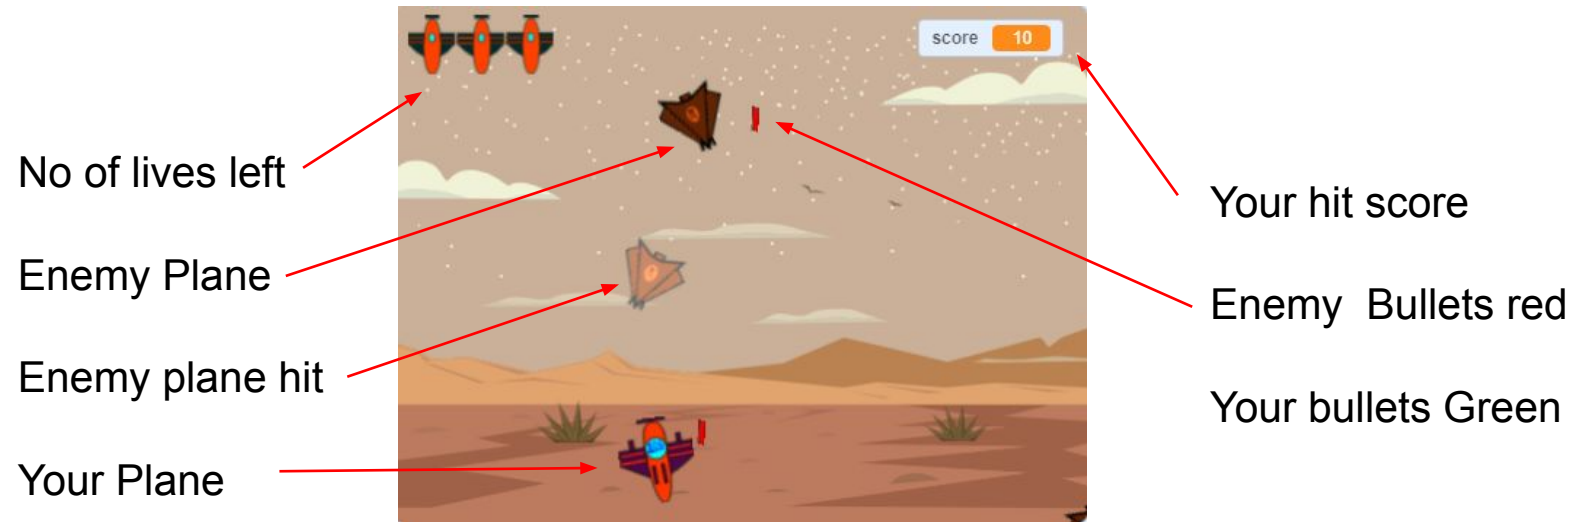 score 10
No of lives left
Enemy Plane
Enemy plane hit
Your Plane
Your hit score
Enemy  Bullets red
Your bullets Green